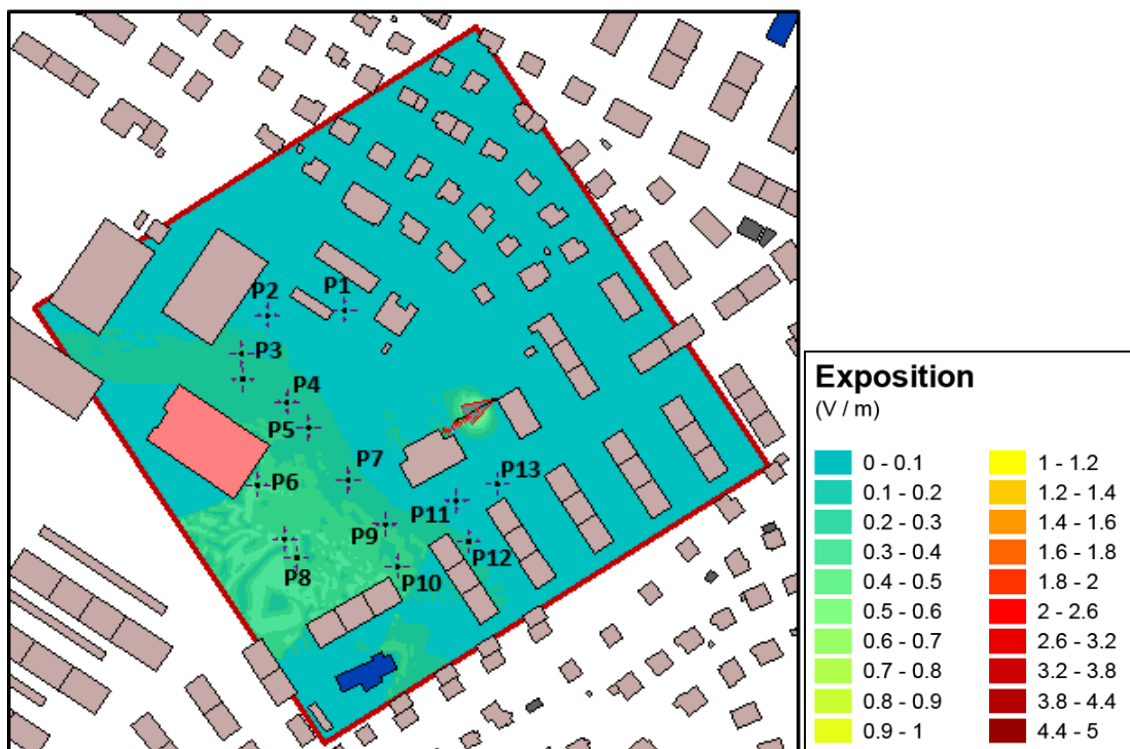 P2
P1
P3
P4
P5
P7
P6
P13
P11
P9
P12
P8
P10
Exposition
(V / m)
0 - 0.1
0.1 - 0.2
0.2 - 0.3
0.3 - 0.4
0.4 - 0.5
0.5 - 0.6
0.6 - 0.7
0.7 - 0.8
0.8 - 0.9
0.9 - 1
1 - 1.2
1.2 - 1.4
1.4 - 1.6
1.6 - 1.8
1.8 - 2
2 - 2.6
2.6 - 3.2
3.2 - 3.8
3.8 - 4.4
4.4 - 5